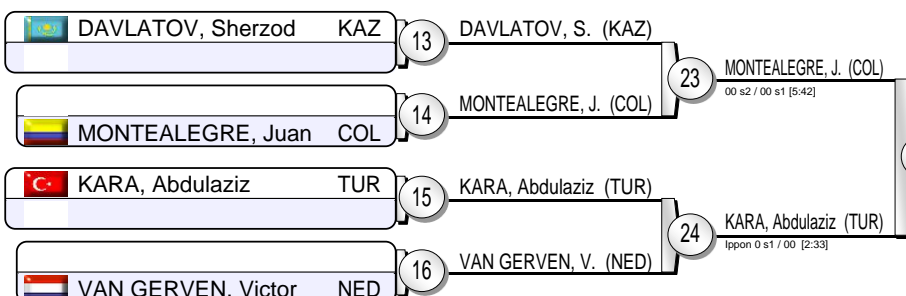 DAVLATOV, Sherzod KAZ
13
DAVLATOV, S. (KAZ)
23
MONTEALEGRE, J. (COL)
00 s2 / 00 s1 [5:42]
14
MONTEALEGRE, J. (COL)
MONTEALEGRE, Juan COL
KARA, Abdulaziz TUR
15
KARA, Abdulaziz (TUR)
24
KARA, Abdulaziz (TUR)
Ippon 0 s1 / 00 [2:33]
16
VAN GERVEN, V. (NED)
VAN GERVEN, Victor NED